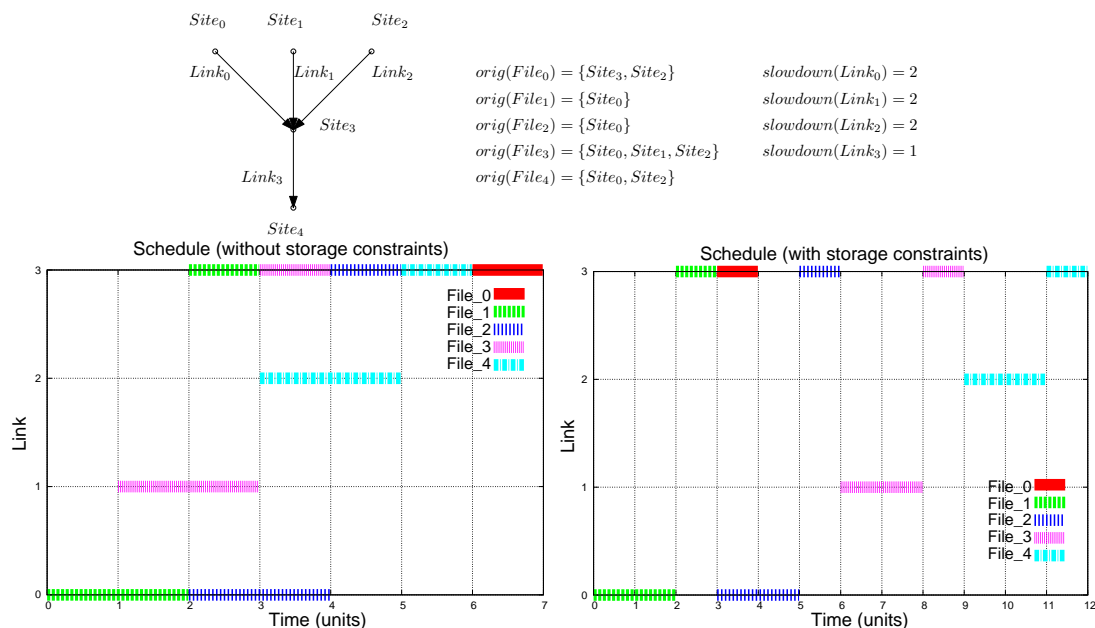 Site₀ Site₁ Site₂
Link₀ Link₁ Link₂
Site₃
Link₃
Site₄
orig(File₀) = {Site₃, Site₂} slowdown(Link₀) = 2
orig(File₁) = {Site₀} slowdown(Link₁) = 2
orig(File₂) = {Site₀} slowdown(Link₂) = 2
orig(File₃) = {Site₀, Site₁, Site₂} slowdown(Link₃) = 1
orig(File₄) = {Site₀, Site₂}
Schedule (without storage constraints)
3
2
1
0
Link
File_0
File_1
File_2
File_3
File_4
0 1 2 3 4 5 6 7
Time (units)
Schedule (with storage constraints)
3
2
1
0
Link
File_0
File_1
File_2
File_3
File_4
0 1 2 3 4 5 6 7 8 9 10 11 12
Time (units)